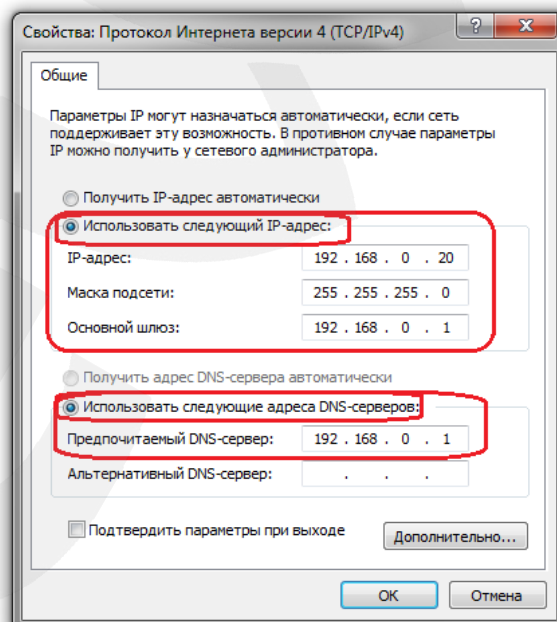 Свойства: Протокол Интернета версии 4 (TCP/IPv4)
Общие
Параметры IP могут назначаться автоматически, если сеть
поддерживает эту возможность. В противном случае параметры
IP можно получить у сетевого администратора.
Получить IP-адрес автоматически
Использовать следующий IP-адрес:
IP-адрес: 192 . 168 . 0 . 20
Маска подсети: 255 . 255 . 255 . 0
Основной шлюз: 192 . 168 . 0 . 1
Получить адрес DNS-сервера автоматически
Использовать следующие адреса DNS-серверов:
Предпочитаемый DNS-сервер: 192 . 168 . 0 . 1
Альтернативный DNS-сервер: . . .
Подтвердить параметры при выходе
Дополнительно...
ОК Отмена